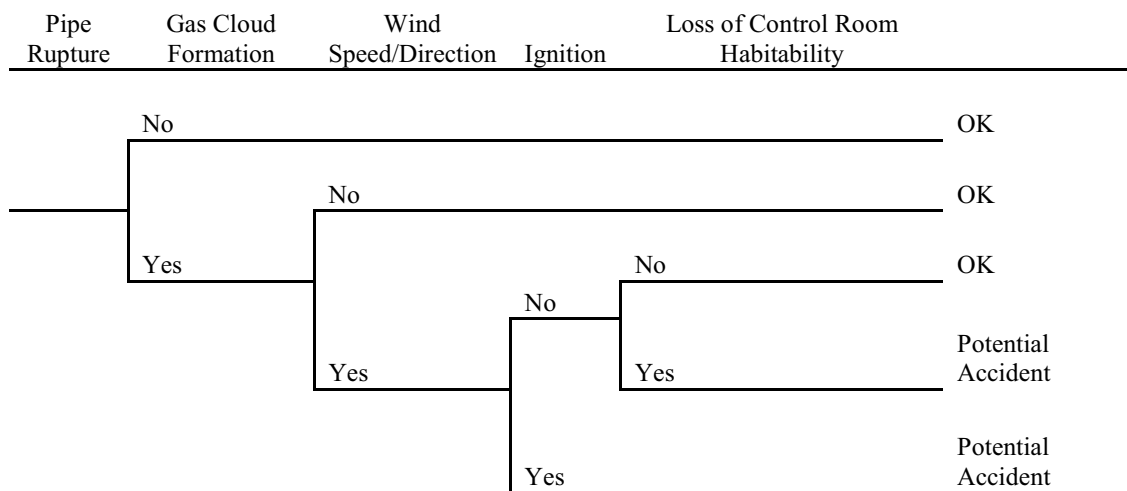 Pipe
Rupture
Gas Cloud
Formation
Wind
Speed/Direction
Ignition
Loss of Control Room
Habitability
No
OK
No
OK
Yes
No
OK
No
Potential
Yes
Yes
Accident
Potential
Yes
Accident